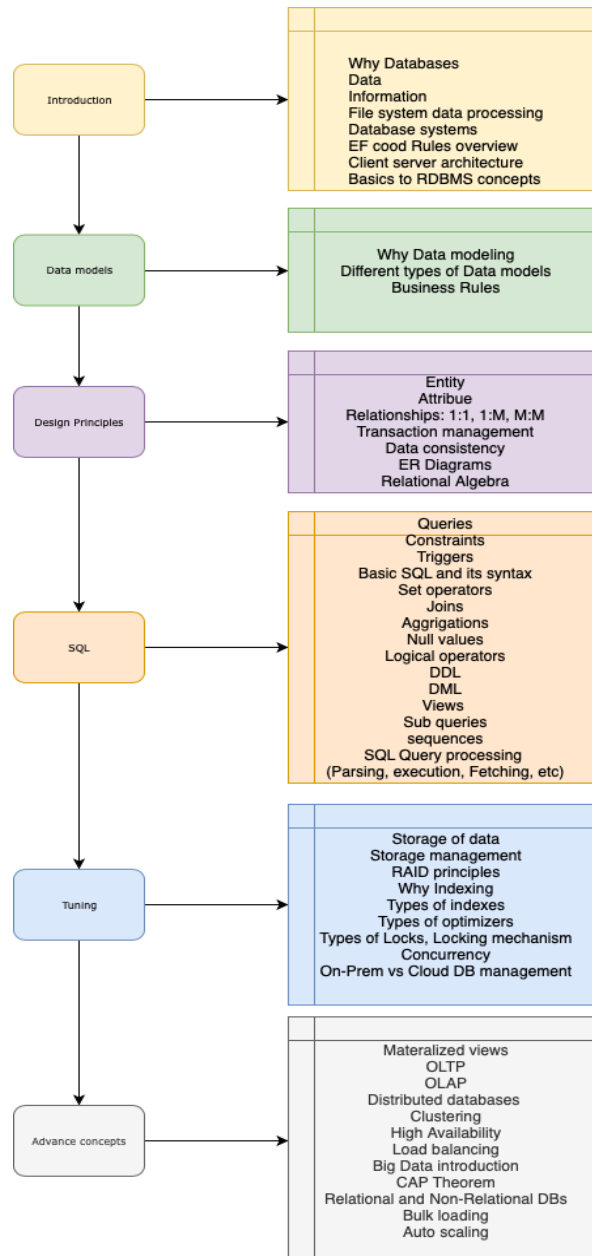 Introduction
Why Databases
Data
Information
File system data processing
Database systems
EF cood Rules overview
Client server architecture
Basics to RDBMS concepts
Data models
Why Data modeling
Different types of Data models
Business Rules
Design Principles
Entity
Attribue
Relationships: 1:1, 1:M, M:M
Transaction management
Data consistency
ER Diagrams
Relational Algebra
SQL
Queries
Constraints
Triggers
Basic SQL and its syntax
Set operators
Joins
Aggrigations
Null values
Logical operators
DDL
DML
Views
Sub queries
sequences
SQL Query processing
(Parsing, execution, Fetching, etc)
Tuning
Storage of data
Storage management
RAID principles
Why Indexing
Types of indexes
Types of optimizers
Types of Locks, Locking mechanism
Concurrency
On-Prem vs Cloud DB management
Advance concepts
Materalized views
OLTP
OLAP
Distributed databases
Clustering
High Availability
Load balancing
Big Data introduction
CAP Theorem
Relational and Non-Relational DBs
Bulk loading
Auto scaling